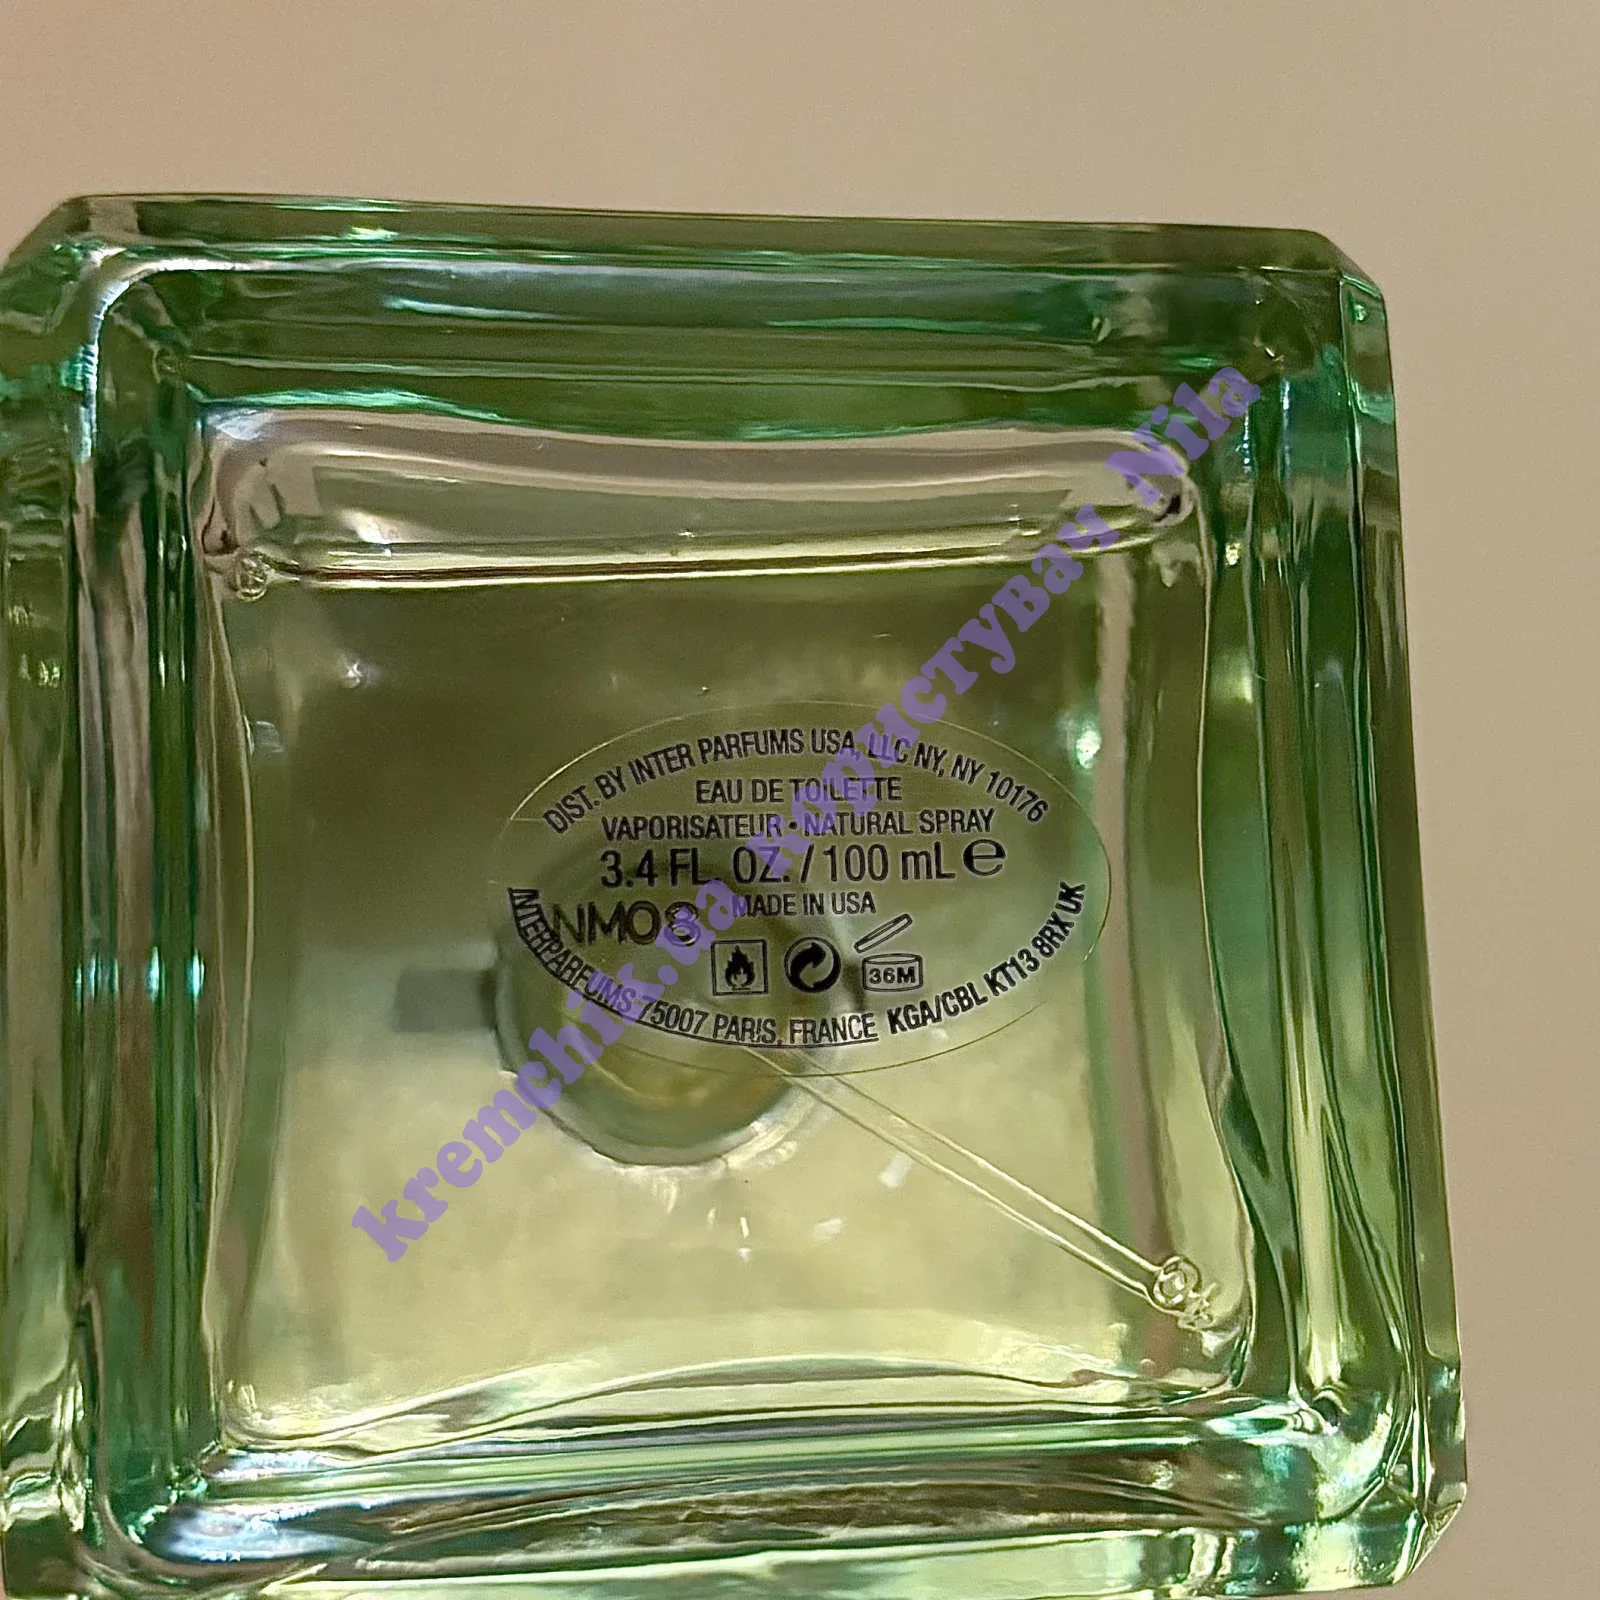 DIST. BY INTER PARFUMS USA, LLC NY, NY 10176
EAU DE TOILETTE
VAPORISATEUR • NATURAL SPRAY
3.4 FL. OZ. / 100 mL e
MADE IN USA
NM08
36M
INTERPARFUMS 75007 PARIS, FRANCE KGA/CBL KT13 8RX UK
kremchik.ua користувач Nila